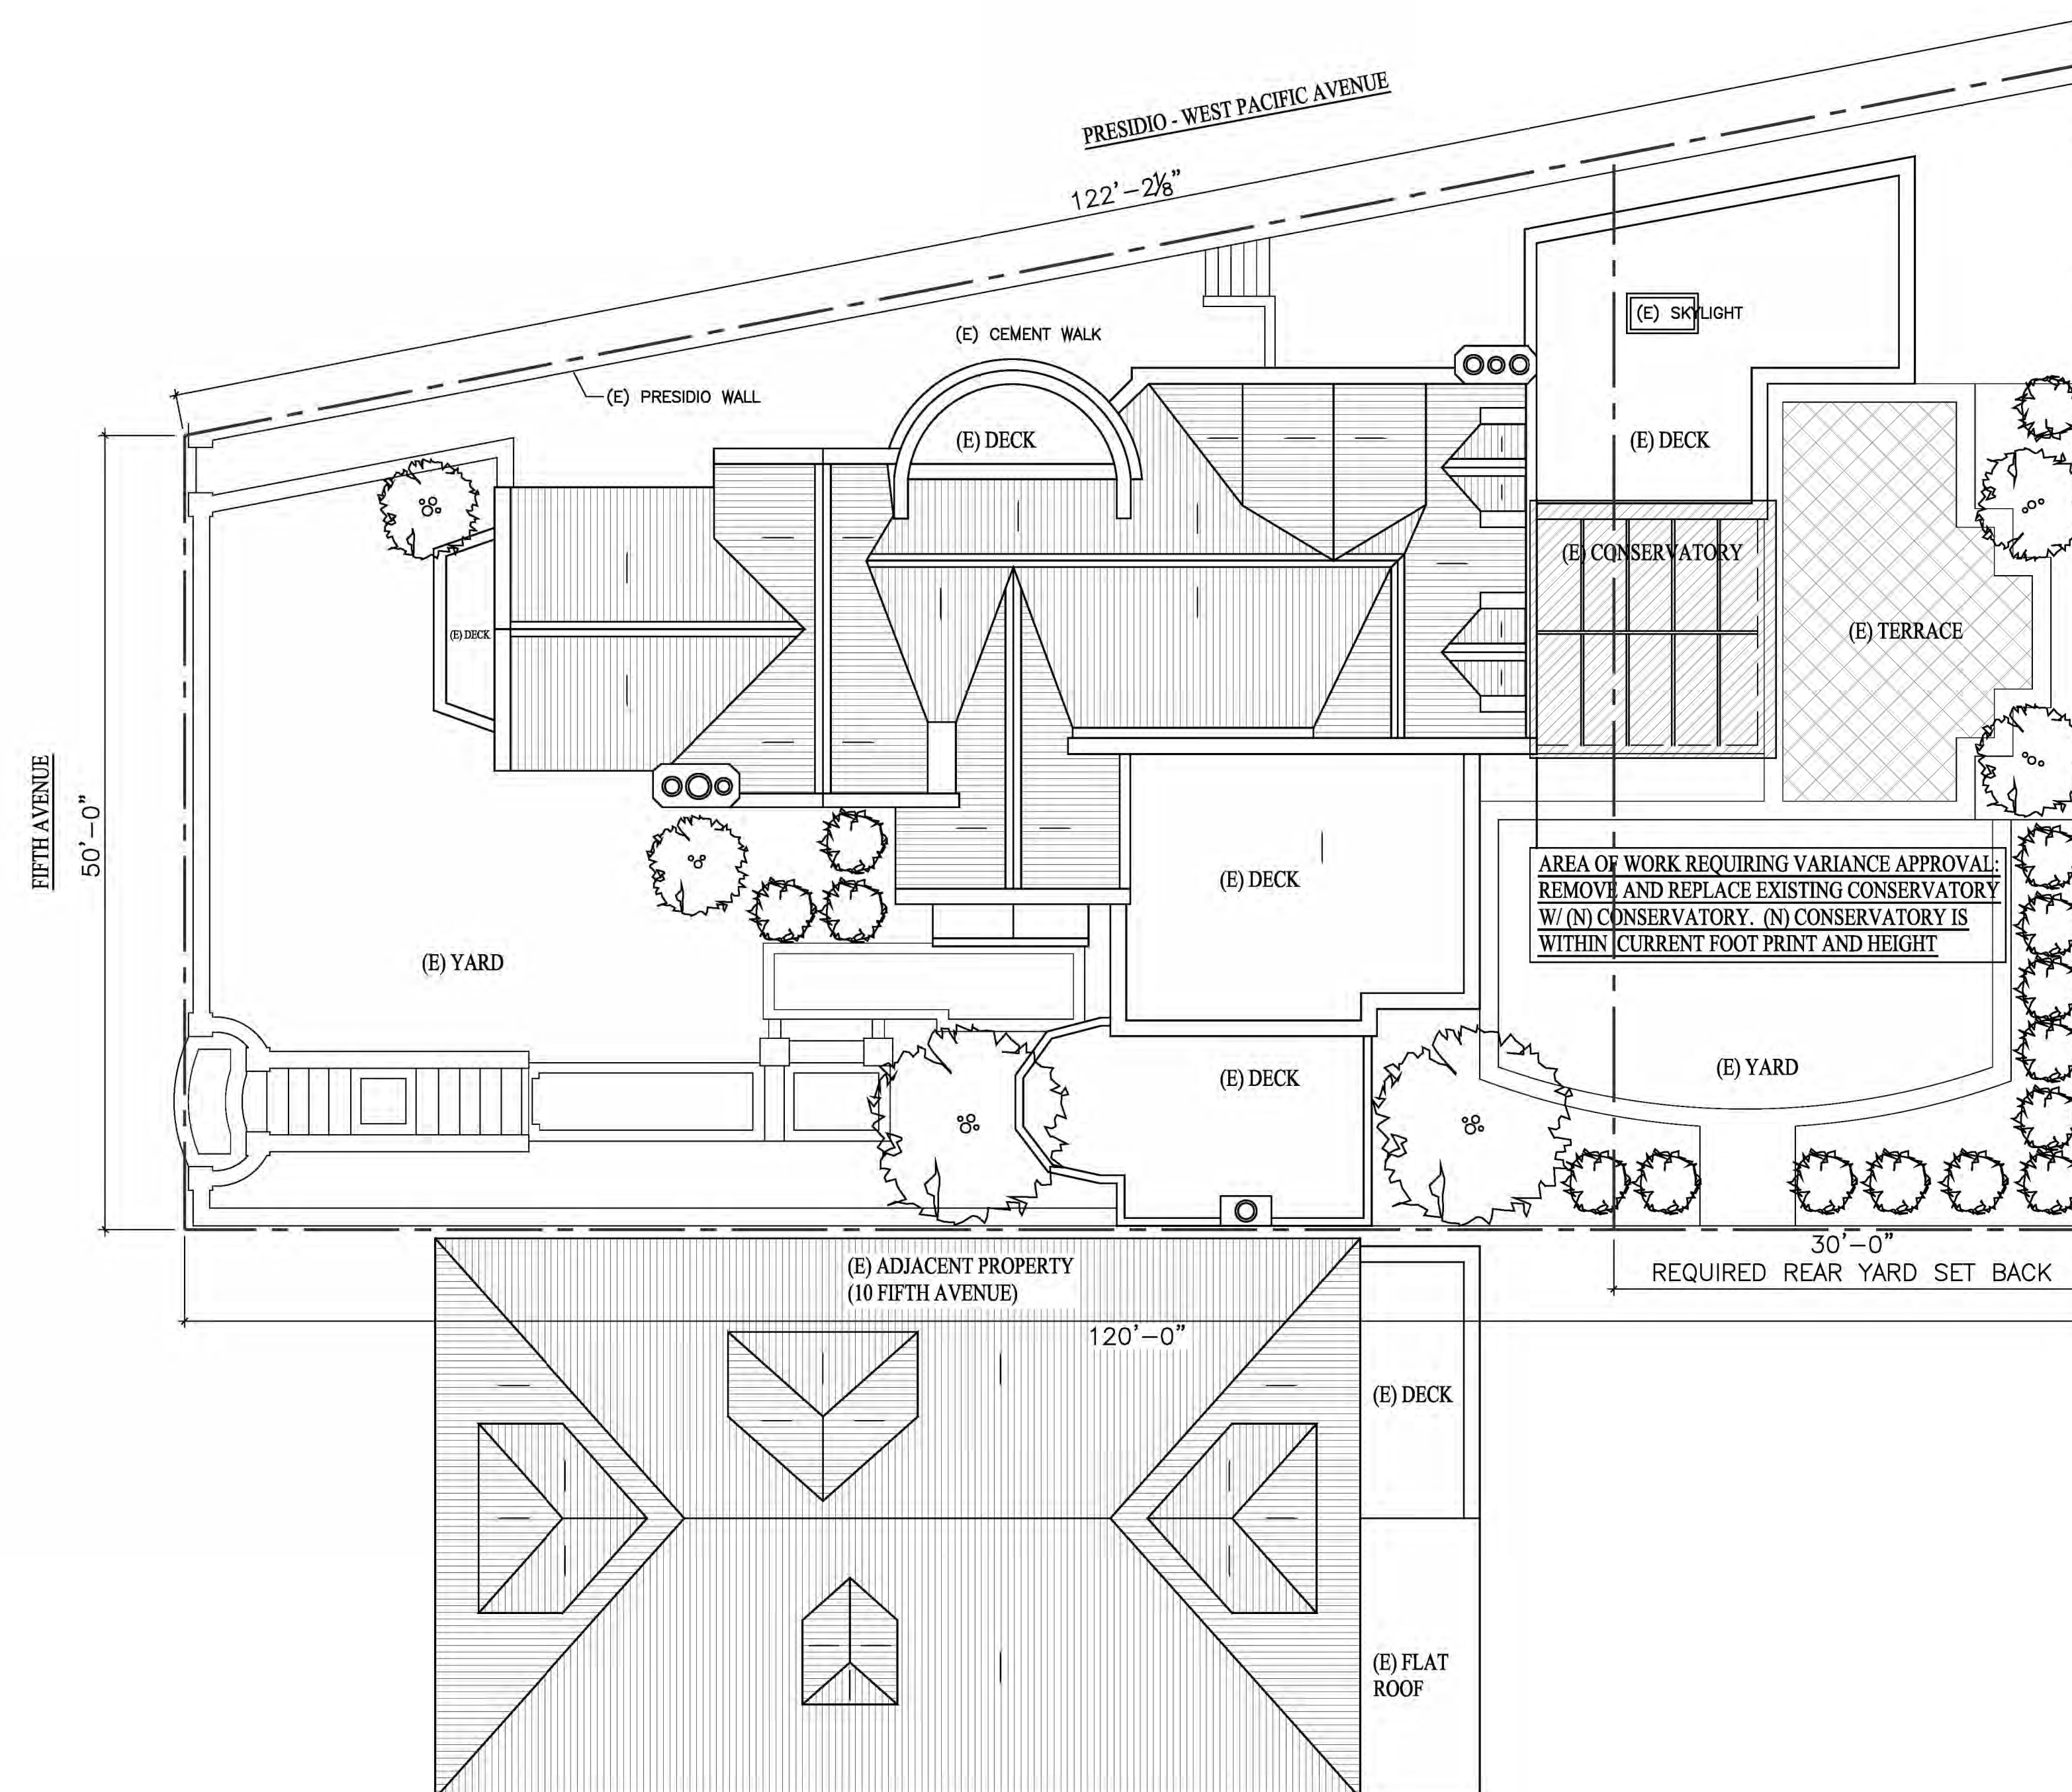 PRESIDIO - WEST PACIFIC AVENUE
122'-2⅛"
(E) SKYLIGHT
(E) CEMENT WALK
(E) PRESIDIO WALL
(E) DECK
(E) DECK
(E) CONSERVATORY
(E) DECK
(E) TERRACE
FIFTH AVENUE
50'-0"
(E) DECK
AREA OF WORK REQUIRING VARIANCE APPROVAL:
REMOVE AND REPLACE EXISTING CONSERVATORY
W/ (N) CONSERVATORY. (N) CONSERVATORY IS
WITHIN CURRENT FOOT PRINT AND HEIGHT
(E) YARD
(E) DECK
(E) YARD
30'-0"
REQUIRED REAR YARD SET BACK
(E) ADJACENT PROPERTY
(10 FIFTH AVENUE)
120'-0"
(E) DECK
(E) FLAT
ROOF